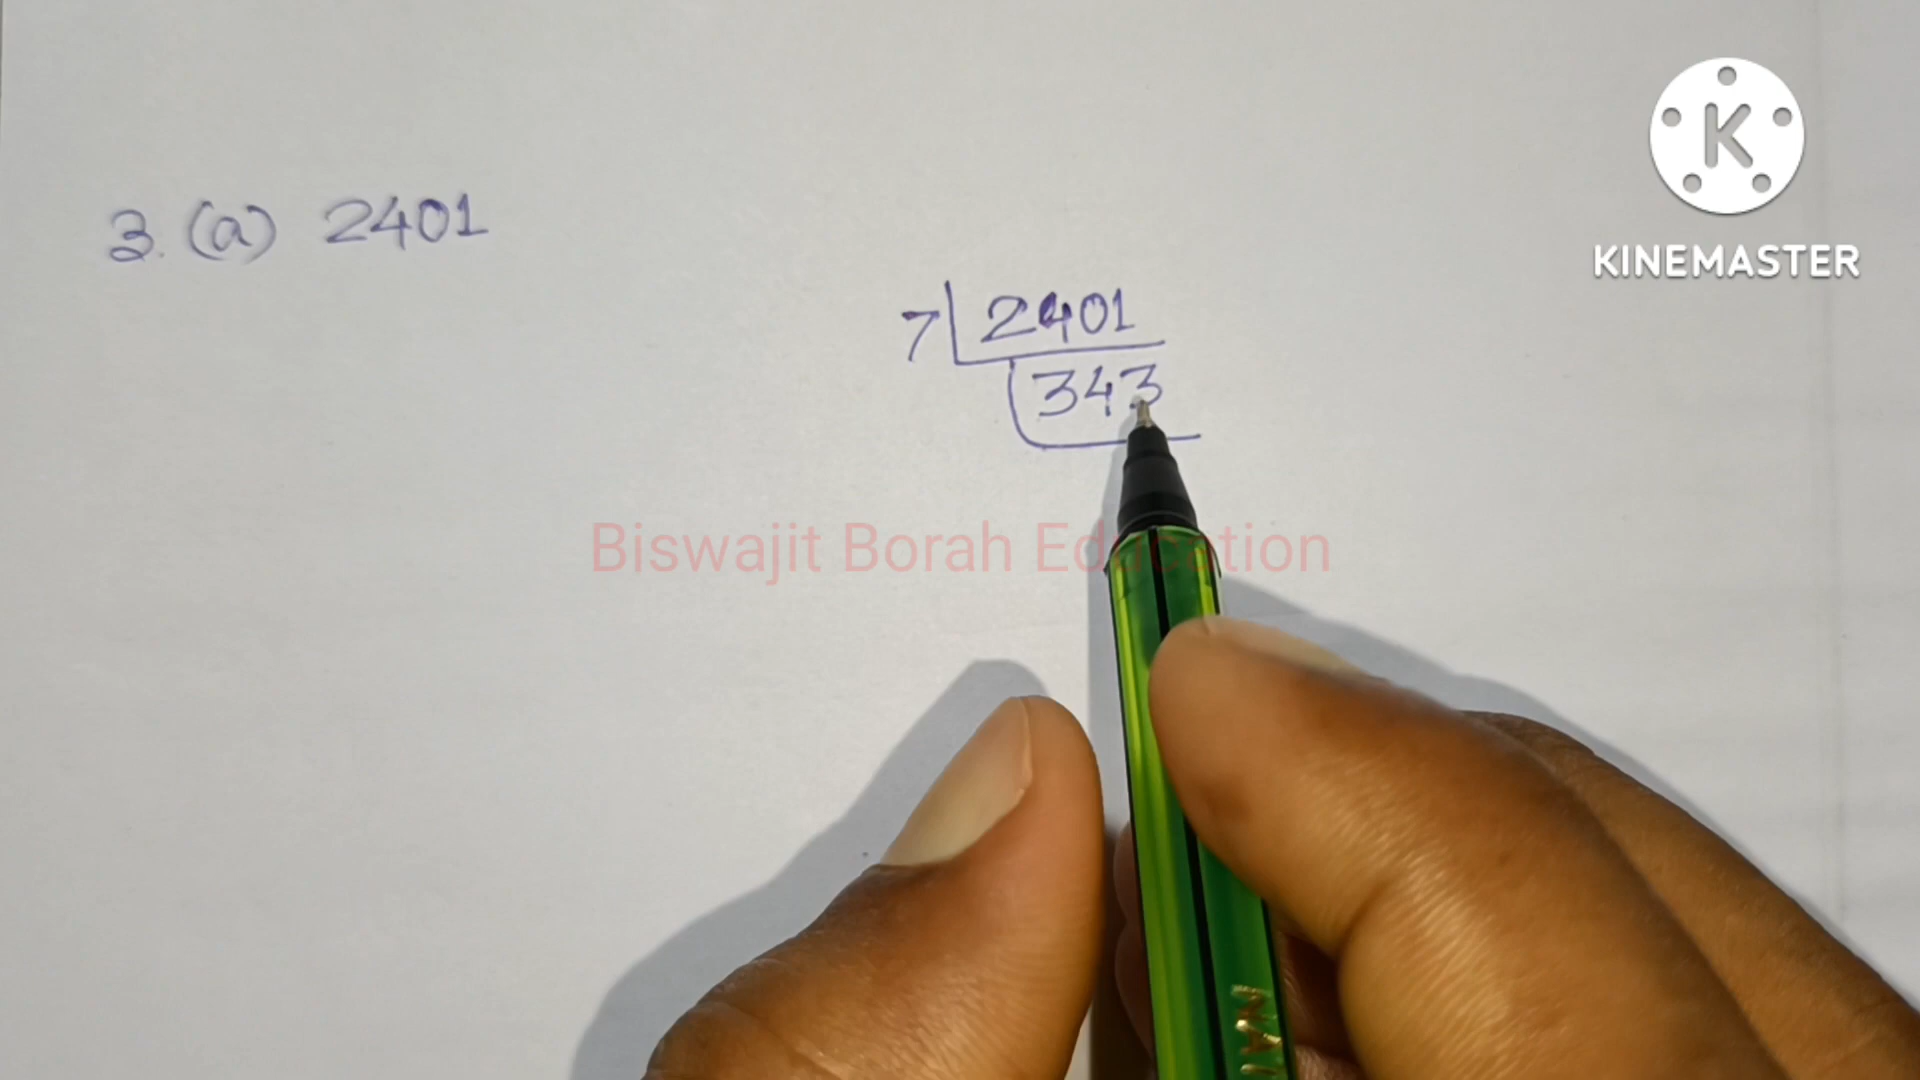 3. (a) 2401
7 2401
343
KINEMASTER
Biswajit Borah Education